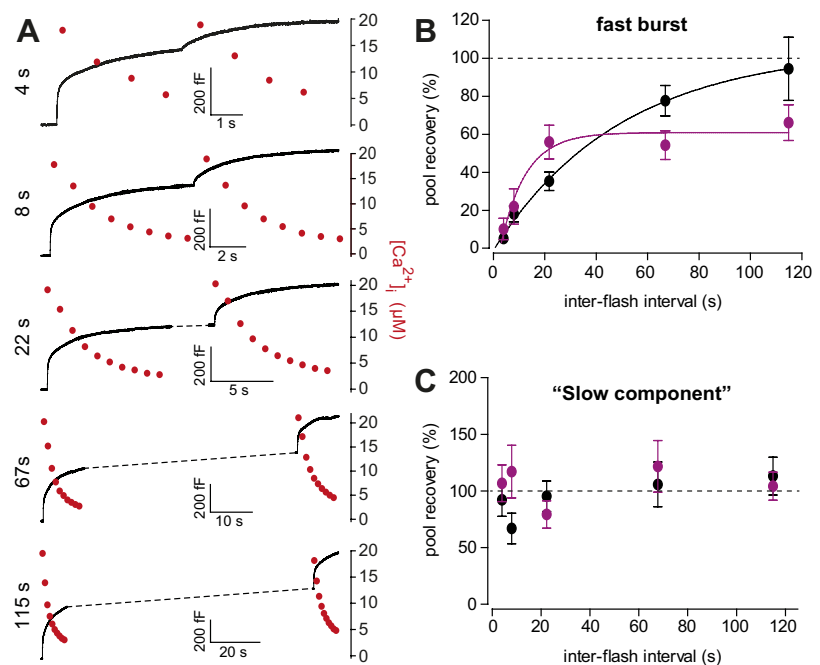 A
4 s
200 fF
1 s
20
15
10
5
0
8 s
200 fF
2 s
20
15
10
5
0
22 s
200 fF
5 s
20
15
10
5
0
67s
200 fF
10 s
20
15
10
5
0
115 s
200 fF
20 s
20
15
10
5
0
[Ca²⁺]i (µM)
B
fast burst
pool recovery (%)
120
100
80
60
40
20
0
0 20 40 60 80 100 120
inter-flash interval (s)
C
“Slow component”
pool recovery (%)
200
150
100
50
0
0 20 40 60 80 100 120
inter-flash interval (s)